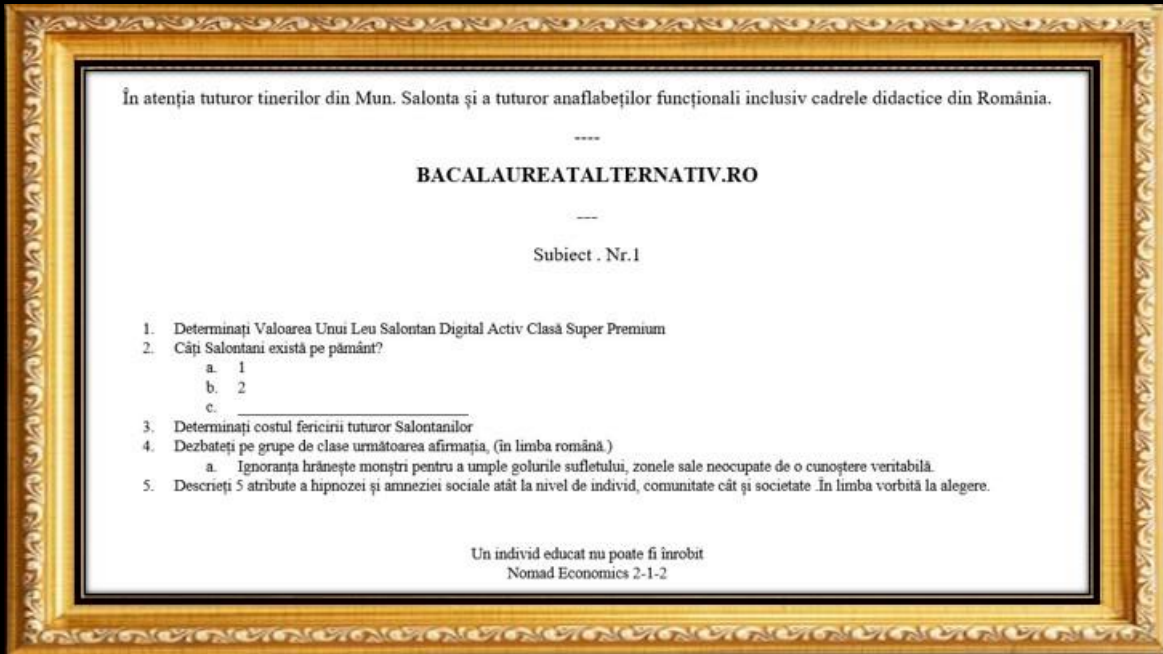 În atenția tuturor tinerilor din Mun. Salonta și a tuturor anaflabeților funcționali inclusiv cadrele didactice din România.
----
BACALAUREATALTERNATIV.RO
---
Subiect . Nr.1
1. Determinați Valoarea Unui Leu Salontan Digital Activ Clasă Super Premium
2. Câți Salontani există pe pământ?
a. 1
b. 2
c. ____________________________
3. Determinați costul fericirii tuturor Salontanilor
4. Dezbateți pe grupe de clase următoarea afirmația, (în limba română.)
a. Ignoranța hrănește monștri pentru a umple golurile sufletului, zonele sale neocupate de o cunoștere veritabilă.
5. Descrieți 5 atribute a hipnozei și amneziei sociale atât la nivel de individ, comunitate cât și societate .În limba vorbită la alegere.
Un individ educat nu poate fi înrobit
Nomad Economics 2-1-2